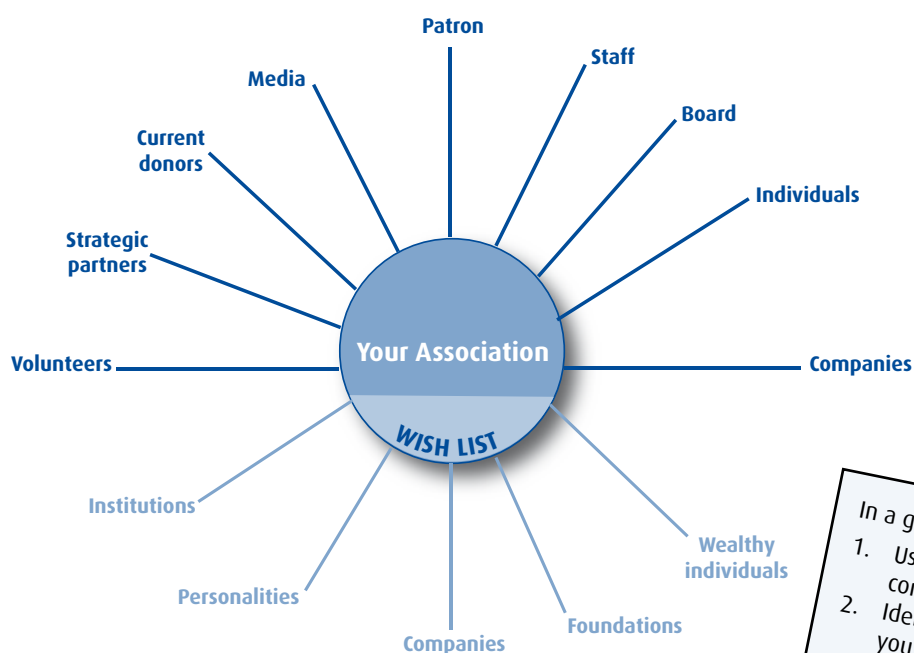 Patron
Staff
Media
Board
Current
donors
Individuals
Strategic
partners
Your Association
Volunteers
Companies
WISH LIST
Institutions
Wealthy
individuals
Personalities
Foundations
Companies
In a g
1. Us
co
2. Ide
you